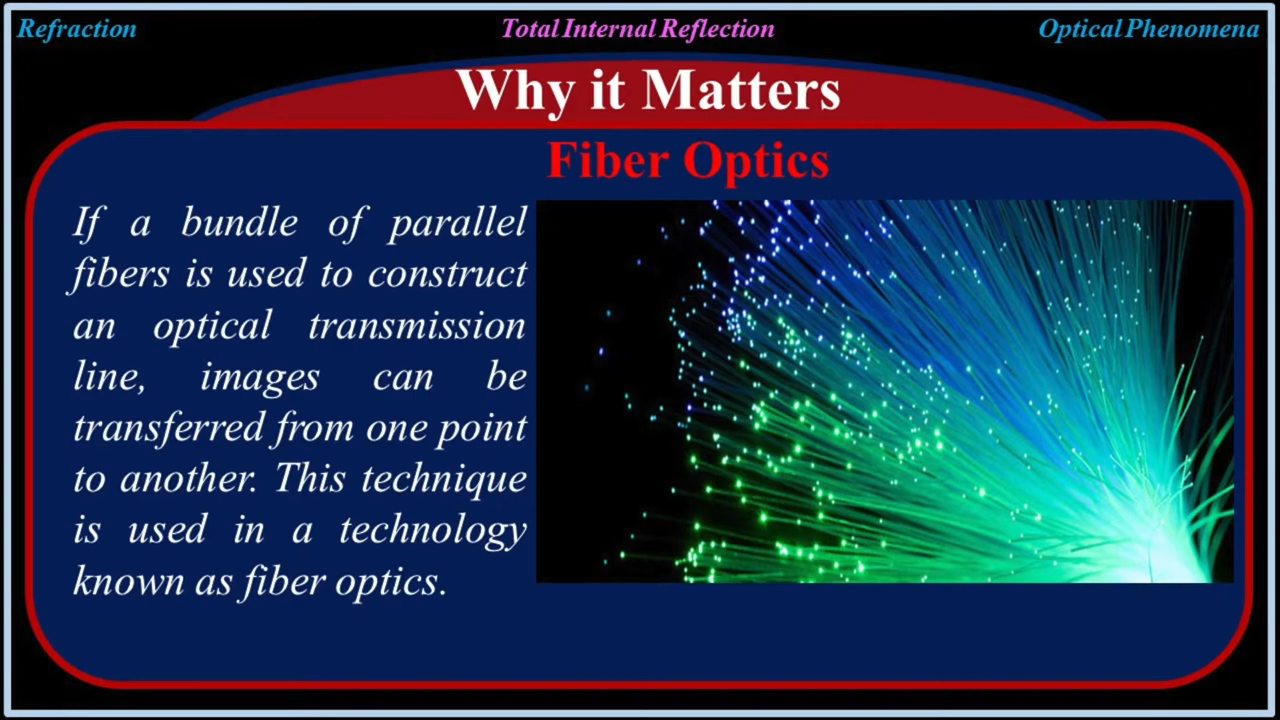 Refraction
Total Internal Reflection
Optical Phenomena
Why it Matters
Fiber Optics
If a bundle of parallel
fibers is used to construct
an optical transmission
line, images can be
transferred from one point
to another. This technique
is used in a technology
known as fiber optics.